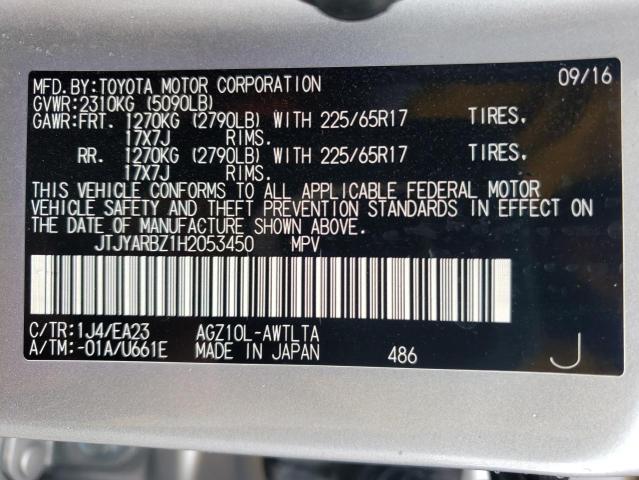 MFD.BY:TOYOTA MOTOR CORPORATION 09/16
GVWR:2310KG (5090LB)
GAWR:FRT. 1270KG (2790LB) WITH 225/65R17 TIRES.
17X7J RIMS.
RR. 1270KG (2790LB) WITH 225/65R17 TIRES.
17X7J RIMS.
THIS VEHICLE CONFORMS TO ALL APPLICABLE FEDERAL MOTOR
VEHICLE SAFETY AND THEFT PREVENTION STANDARDS IN EFFECT ON
THE DATE OF MANUFACTURE SHOWN ABOVE.
JTJYARBZ1H2053450 MPV
C/TR:1J4/EA23 AGZ10L-AWTLTA
A/TM:-01A/U661E MADE IN JAPAN 486 J